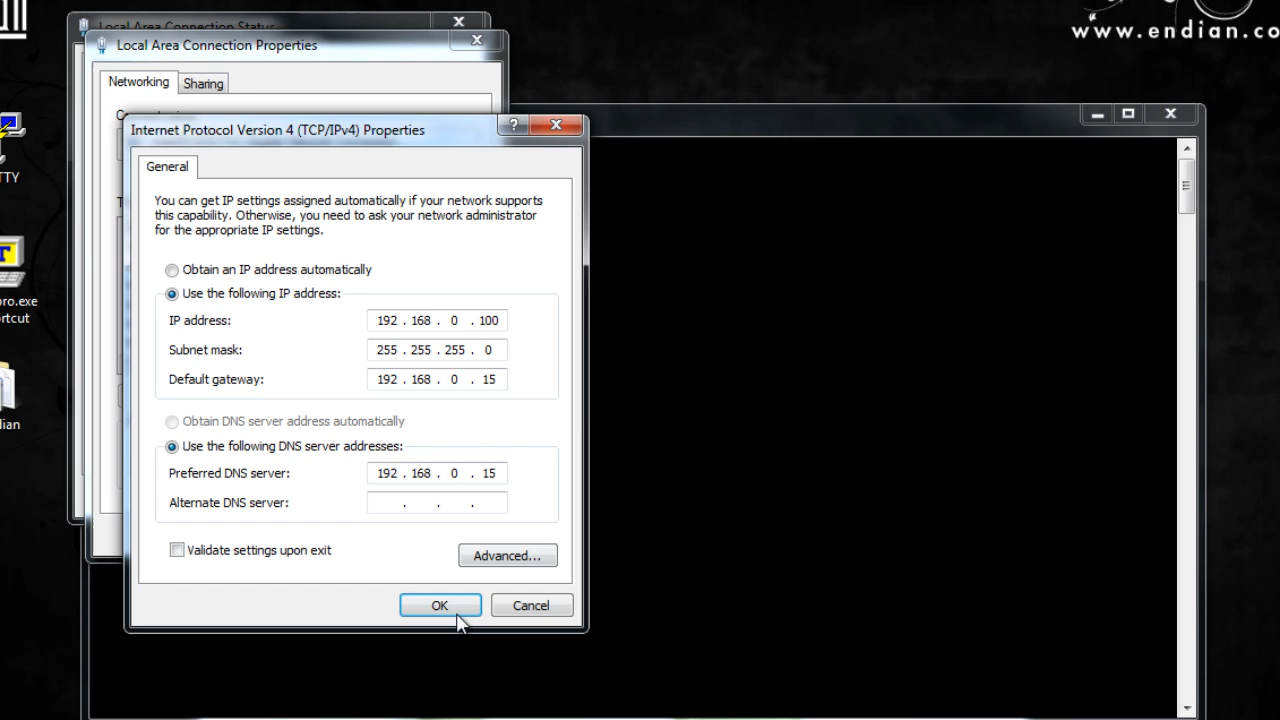 Local Area Connection Status
www.endian.co
Local Area Connection Properties
Networking
Sharing
Internet Protocol Version 4 (TCP/IPv4) Properties
General
You can get IP settings assigned automatically if your network supports
this capability. Otherwise, you need to ask your network administrator
for the appropriate IP settings.
Obtain an IP address automatically
Use the following IP address:
IP address:
192 . 168 . 0 . 100
Subnet mask:
255 . 255 . 255 . 0
Default gateway:
192 . 168 . 0 . 15
Obtain DNS server address automatically
Use the following DNS server addresses:
Preferred DNS server:
192 . 168 . 0 . 15
Alternate DNS server:
. . .
Validate settings upon exit
Advanced...
OK
Cancel
TTY
pro.exe
ortcut
dian